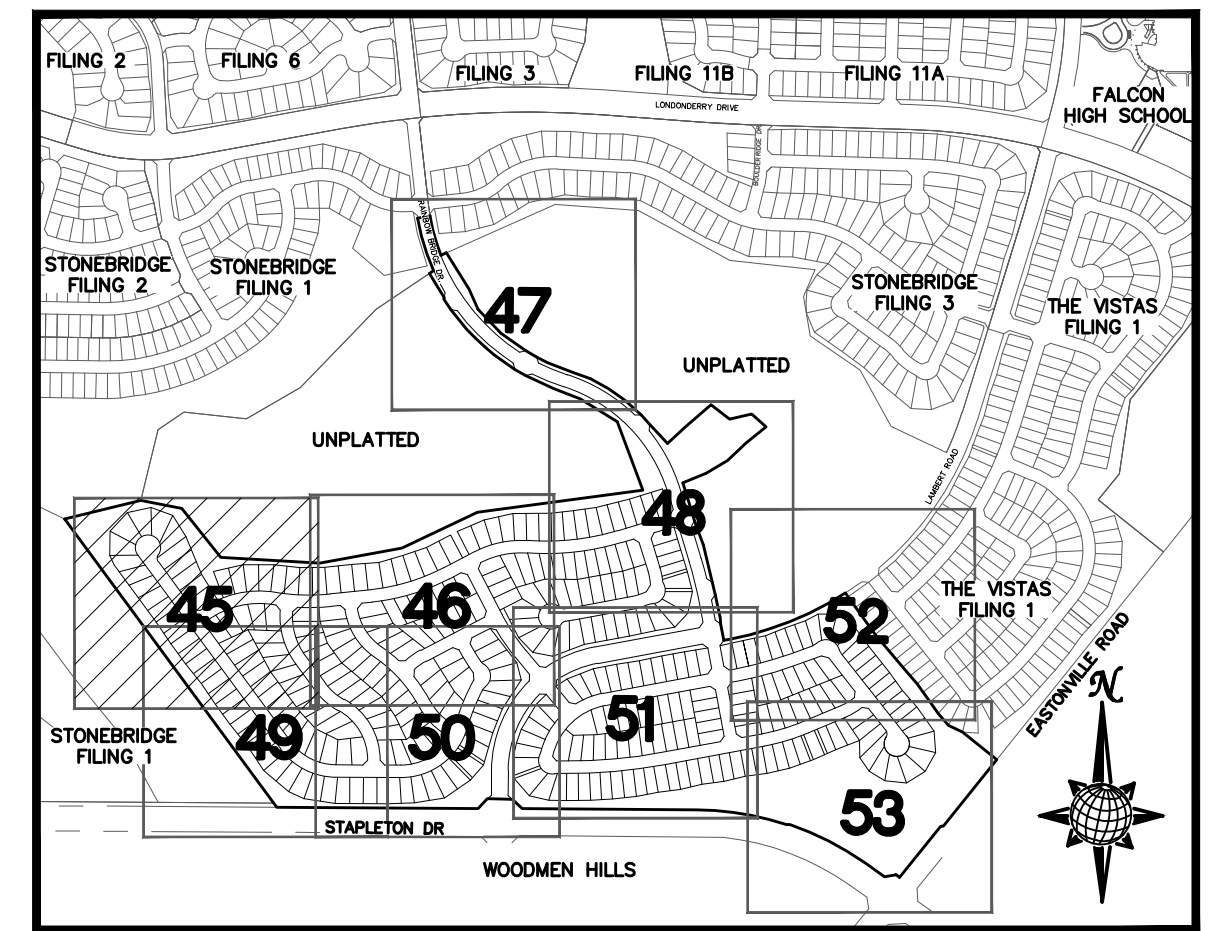 FILING 2
FILING 6
FILING 3
FILING 11B
FILING 11A
FALCON
HIGH SCHOOL
LONDONDERRY DRIVE
BOULDER RIDGE DR
RAINBOW BRIDGE DR.
STONEBRIDGE
FILING 2
STONEBRIDGE
FILING 1
STONEBRIDGE
FILING 3
THE VISTAS
FILING 1
47
UNPLATTED
UNPLATTED
LAMBERT ROAD
48
45
46
52
THE VISTAS
FILING 1
EASTONVILLE ROAD
N
STONEBRIDGE
FILING 1
49
50
51
53
STAPLETON DR
WOODMEN HILLS